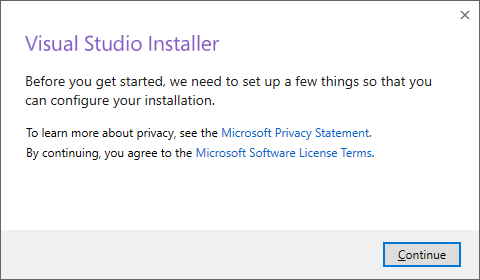 Visual Studio Installer
Before you get started, we need to set up a few things so that you
can configure your installation.
To learn more about privacy, see the Microsoft Privacy Statement.
By continuing, you agree to the Microsoft Software License Terms.
Continue